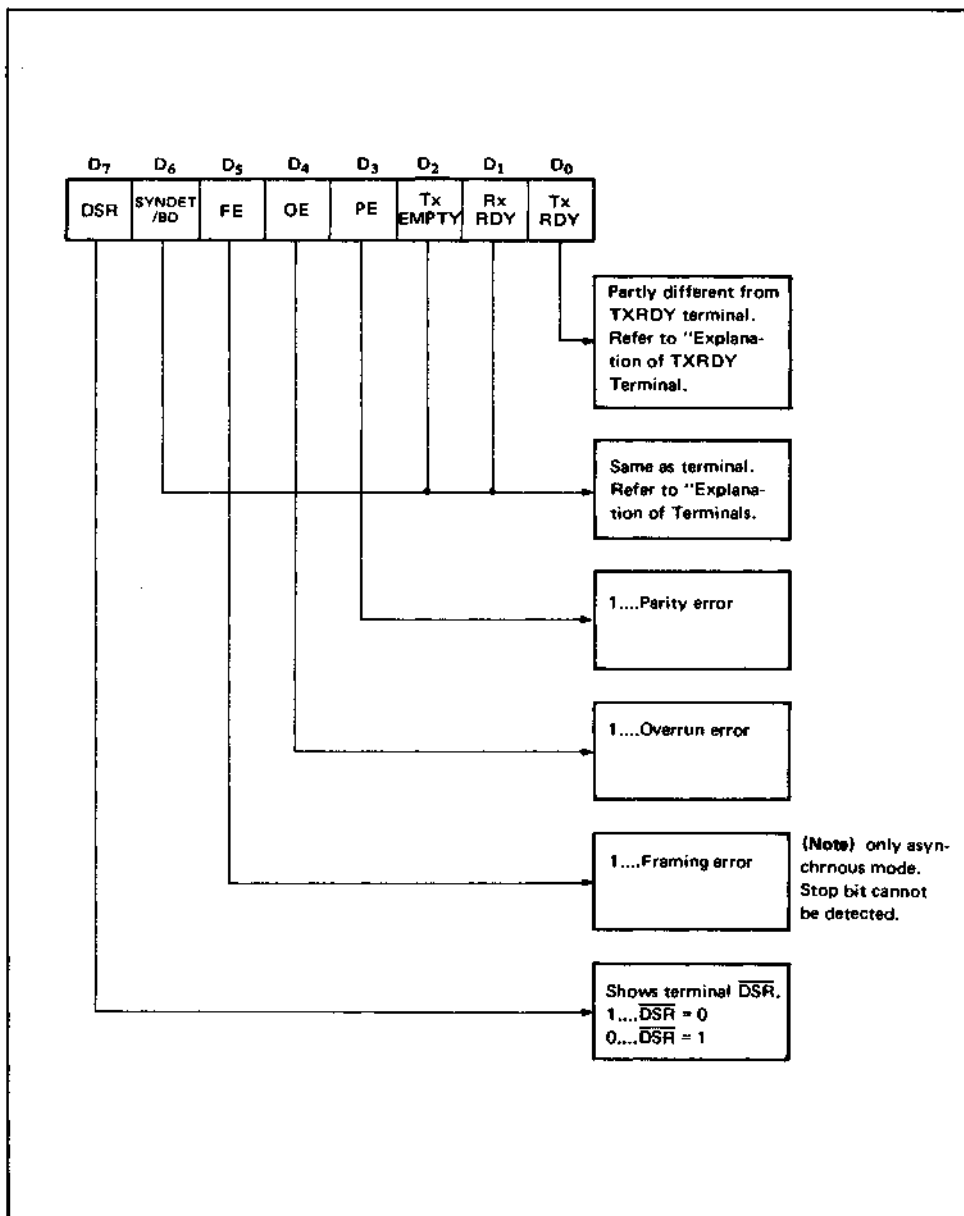 D7 D6 D5 D4 D3 D2 D1 D0
DSR SYNDET /BD FE OE PE Tx EMPTY Rx RDY Tx RDY
Partly different from
TXRDY terminal.
Refer to "Explana-
tion of TXRDY
Terminal.
Same as terminal.
Refer to "Explana-
tion of Terminals.
1....Parity error
1....Overrun error
1....Framing error
(Note) only asyn-
chrnous mode.
Stop bit cannot
be detected.
Shows terminal D̅S̅R̅.
1....D̅S̅R̅ = 0
0....D̅S̅R̅ = 1